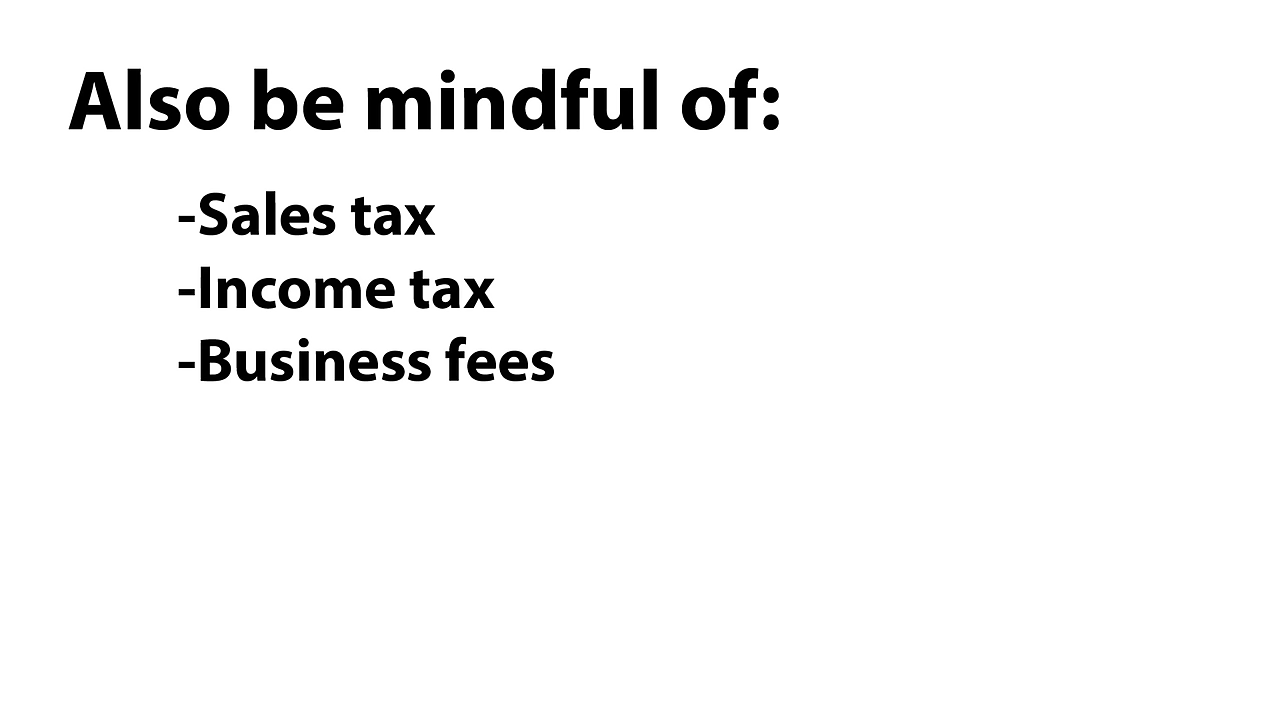 Also be mindful of:
-Sales tax
-Income tax
-Business fees